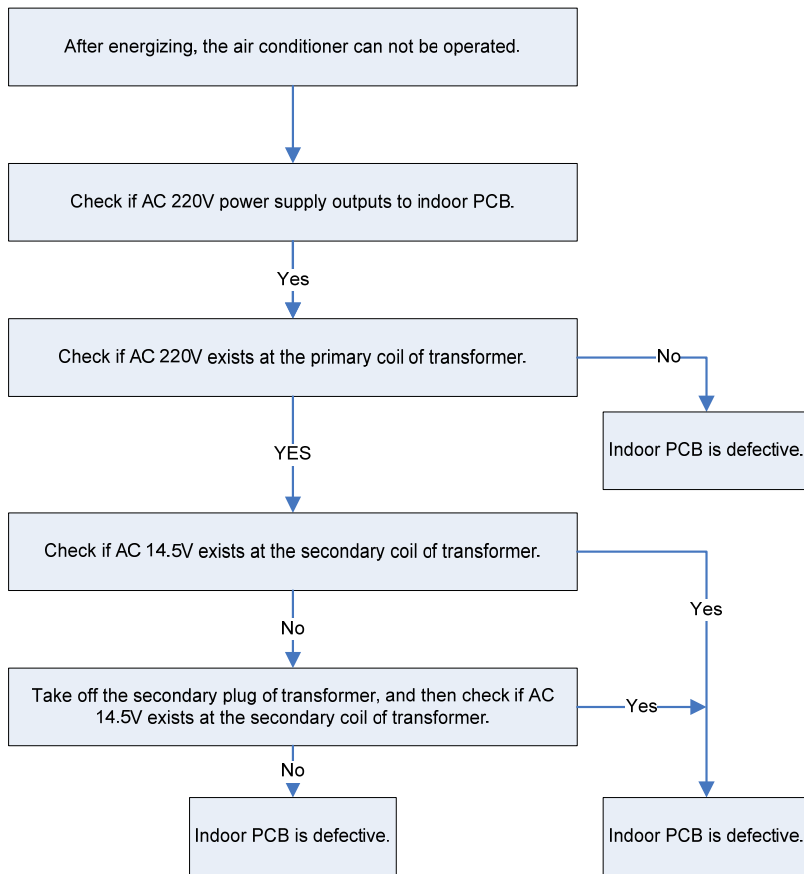 After energizing, the air conditioner can not be operated.
Check if AC 220V power supply outputs to indoor PCB.
Yes
Check if AC 220V exists at the primary coil of transformer.
No
Indoor PCB is defective.
YES
Check if AC 14.5V exists at the secondary coil of transformer.
Yes
No
Take off the secondary plug of transformer, and then check if AC
14.5V exists at the secondary coil of transformer.
Yes
No
Indoor PCB is defective.
Indoor PCB is defective.